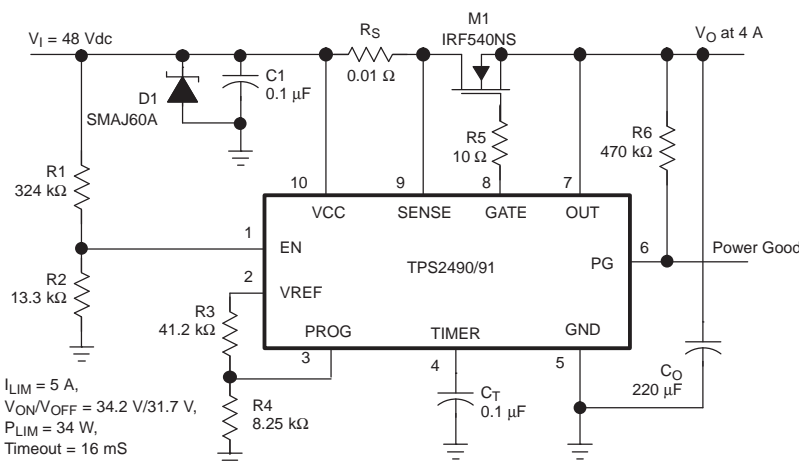 V_I = 48 Vdc
R_S
0.01 Ω
M1
IRF540NS
V_O at 4 A
D1
SMAJ60A
C1
0.1 μF
R1
324 kΩ
R5
10 Ω
R6
470 kΩ
10
9
8
7
VCC
SENSE
GATE
OUT
1
EN
TPS2490/91
6
PG
Power Good
R2
13.3 kΩ
2
VREF
R3
41.2 kΩ
PROG
TIMER
GND
3
4
5
C_T
0.1 μF
C_O
220 μF
R4
8.25 kΩ
I_LIM = 5 A,
V_ON/V_OFF = 34.2 V/31.7 V,
P_LIM = 34 W,
Timeout = 16 mS